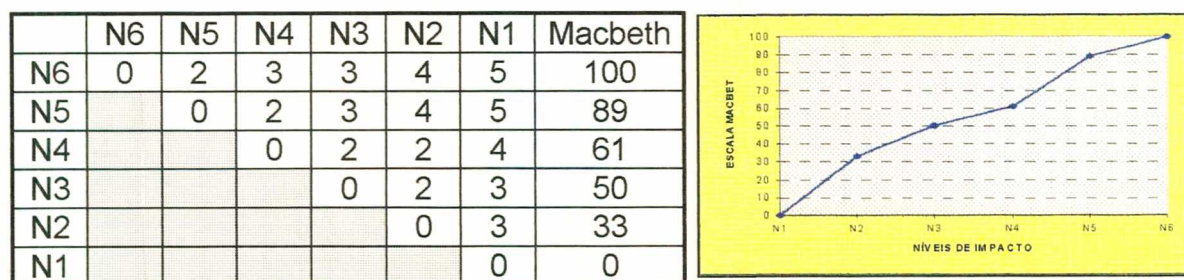 N6 N5 N4 N3 N2 N1 Macbeth
N6 0 2 3 3 4 5 100
N5 0 2 3 4 5 89
N4 0 2 2 4 61
N3 0 2 3 50
N2 0 3 33
N1 0 0
ESCALA MACBET
100
90
80
70
60
50
40
30
20
10
0
N1 N2 N3 N4 N5 N6
NÍVEIS DE IMPACTO